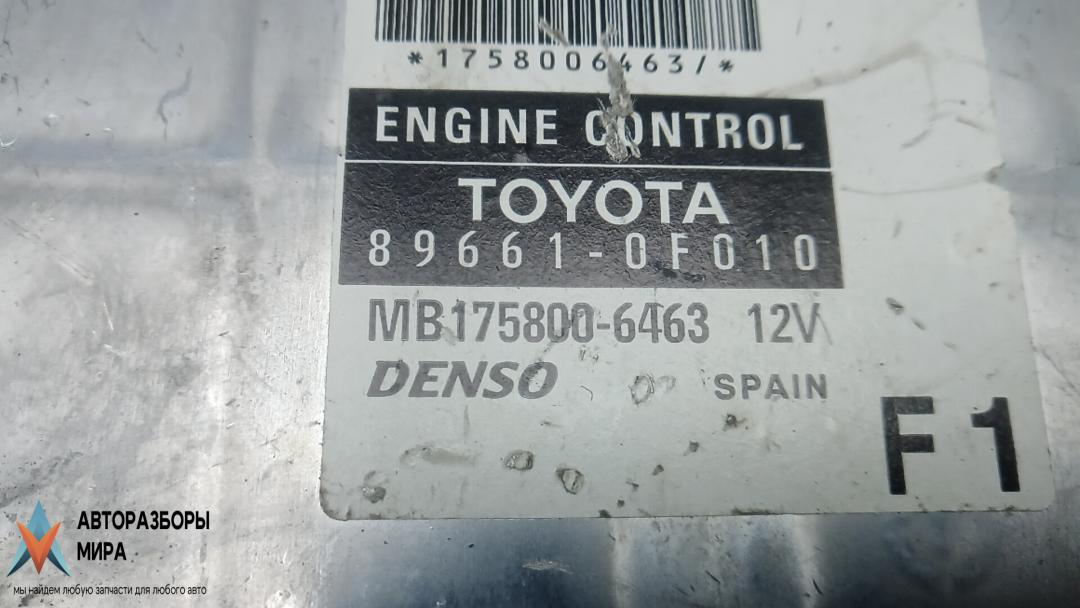 *1758006463/*
ENGINE CONTROL
TOYOTA
89661-0F010
MB175800-6463 12V
DENSO SPAIN
F1
АВТОРАЗБОРЫ
МИРА
мы найдем любую запчасти для любого авто